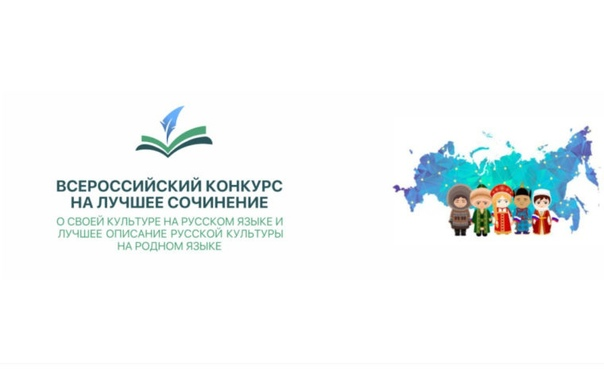 ВСЕРОССИЙСКИЙ КОНКУРС
НА ЛУЧШЕЕ СОЧИНЕНИЕ
О СВОЕЙ КУЛЬТУРЕ НА РУССКОМ ЯЗЫКЕ И
ЛУЧШЕЕ ОПИСАНИЕ РУССКОЙ КУЛЬТУРЫ
НА РОДНОМ ЯЗЫКЕ